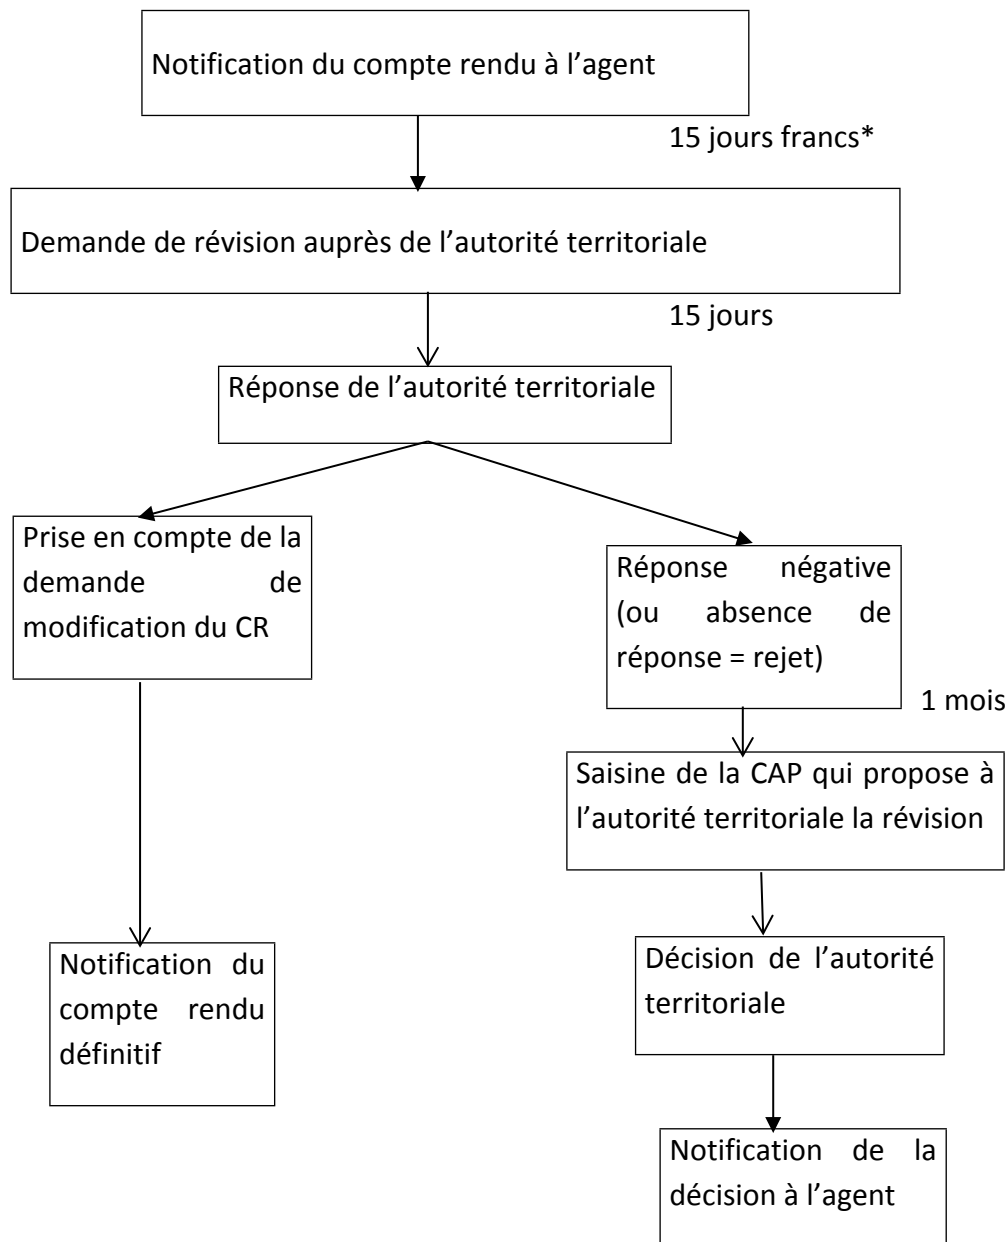 Notification du compte rendu à l'agent
15 jours francs*
Demande de révision auprès de l'autorité territoriale
15 jours
Réponse de l'autorité territoriale
Prise en compte de la
demande de
modification du CR
Réponse négative
(ou absence de
réponse = rejet)
1 mois
Saisine de la CAP qui propose à
l'autorité territoriale la révision
Notification du
compte rendu
définitif
Décision de l'autorité
territoriale
Notification de la
décision à l'agent